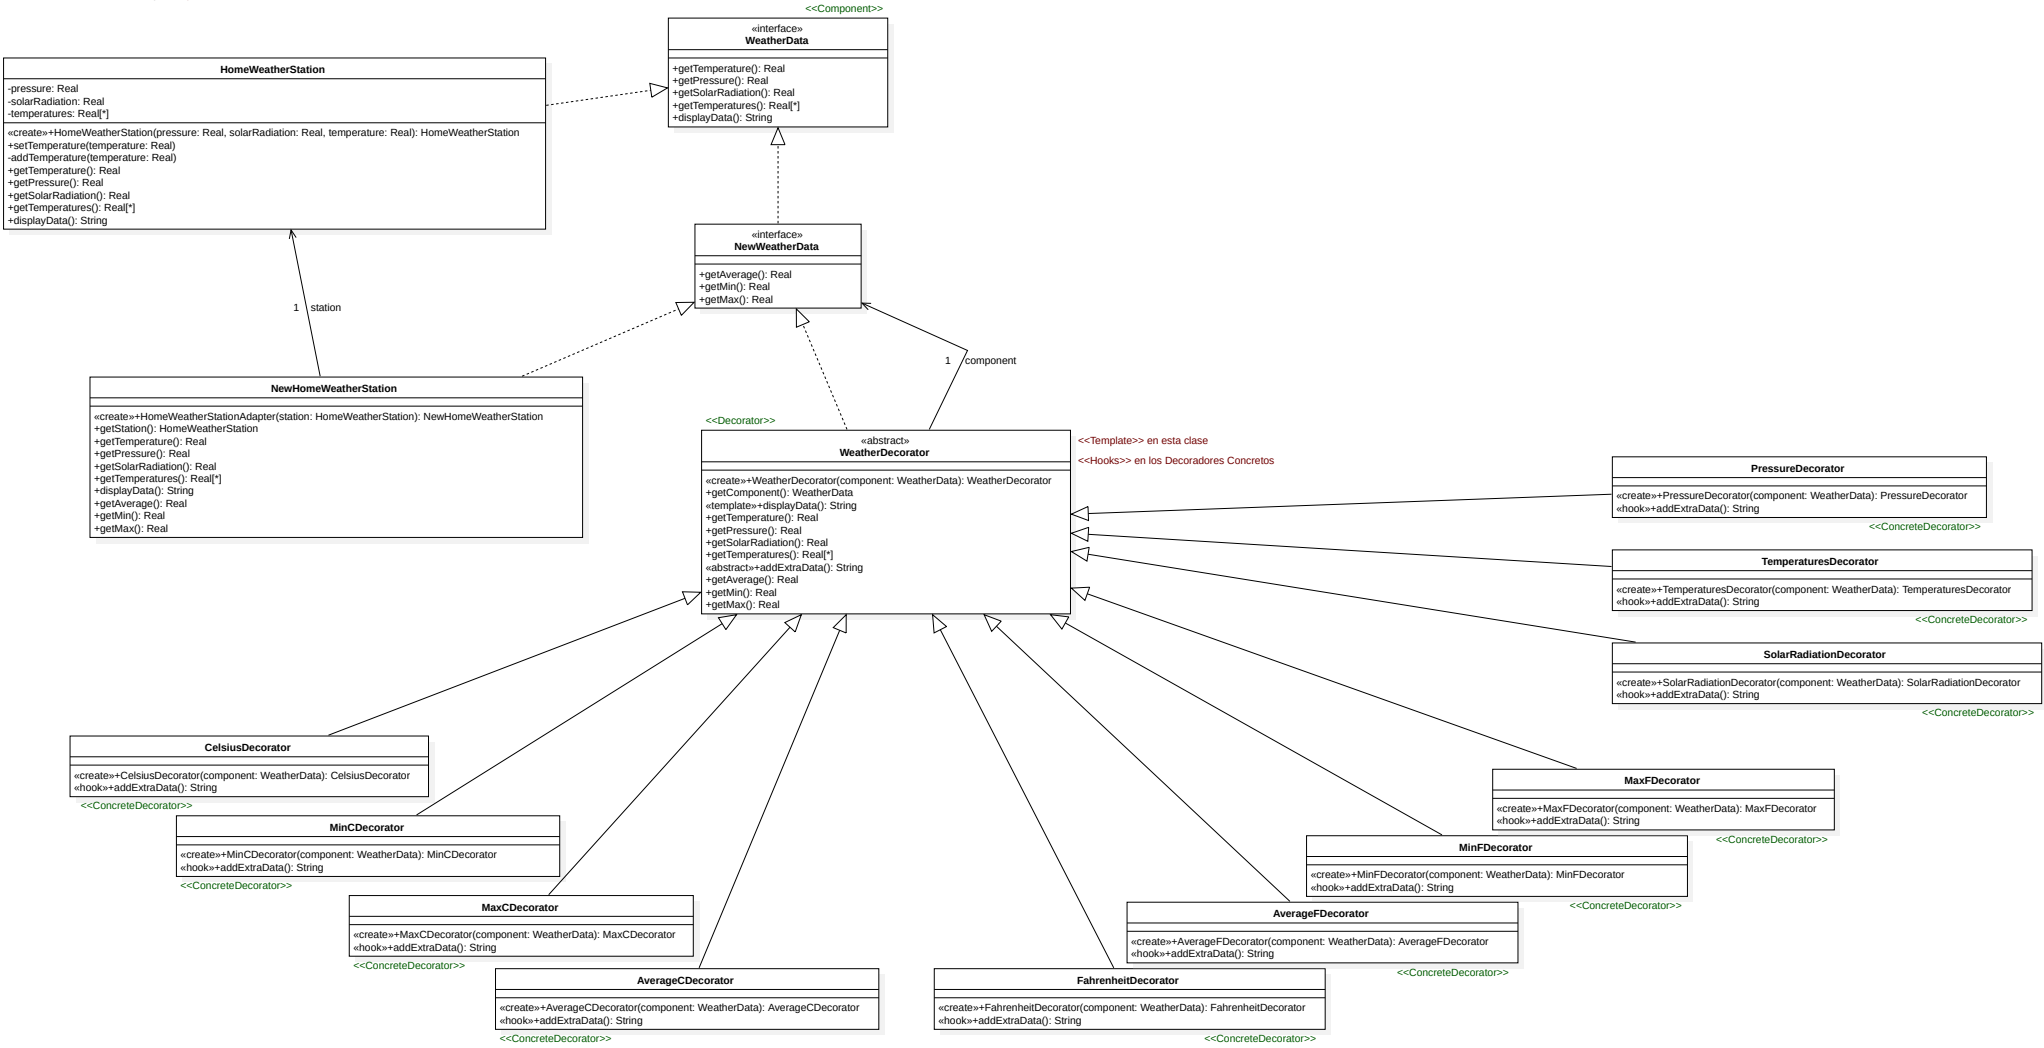 <<Component>>
«interface»
WeatherData
+getTemperature(): Real
+getPressure(): Real
+getSolarRadiation(): Real
+getTemperatures(): Real[*]
+displayData(): String
HomeWeatherStation
-pressure: Real
-solarRadiation: Real
-temperatures: Real[*]
«create»+HomeWeatherStation(pressure: Real, solarRadiation: Real, temperature: Real): HomeWeatherStation
+setTemperature(temperature: Real)
-addTemperature(temperature: Real)
+getTemperature(): Real
+getPressure(): Real
+getSolarRadiation(): Real
+getTemperatures(): Real[*]
+displayData(): String
«interface»
NewWeatherData
+getAverage(): Real
+getMin(): Real
+getMax(): Real
1 station
1 component
NewHomeWeatherStation
«create»+HomeWeatherStationAdapter(station: HomeWeatherStation): NewHomeWeatherStation
+getStation(): HomeWeatherStation
+getTemperature(): Real
+getPressure(): Real
+getSolarRadiation(): Real
+getTemperatures(): Real[*]
+displayData(): String
+getAverage(): Real
+getMin(): Real
+getMax(): Real
<<Decorator>>
«abstract»
WeatherDecorator
«create»+WeatherDecorator(component: WeatherData): WeatherDecorator
+getComponent(): WeatherData
«template»+displayData(): String
+getTemperature(): Real
+getPressure(): Real
+getSolarRadiation(): Real
+getTemperatures(): Real[*]
«abstract»+addExtraData(): String
+getAverage(): Real
+getMin(): Real
+getMax(): Real
<<Template>> en esta clase
<<Hooks>> en los Decoradores Concretos
PressureDecorator
«create»+PressureDecorator(component: WeatherData): PressureDecorator
«hook»+addExtraData(): String
<<ConcreteDecorator>>
TemperaturesDecorator
«create»+TemperaturesDecorator(component: WeatherData): TemperaturesDecorator
«hook»+addExtraData(): String
<<ConcreteDecorator>>
SolarRadiationDecorator
«create»+SolarRadiationDecorator(component: WeatherData): SolarRadiationDecorator
«hook»+addExtraData(): String
<<ConcreteDecorator>>
CelsiusDecorator
«create»+CelsiusDecorator(component: WeatherData): CelsiusDecorator
«hook»+addExtraData(): String
<<ConcreteDecorator>>
MinCDecorator
«create»+MinCDecorator(component: WeatherData): MinCDecorator
«hook»+addExtraData(): String
<<ConcreteDecorator>>
MaxCDecorator
«create»+MaxCDecorator(component: WeatherData): MaxCDecorator
«hook»+addExtraData(): String
<<ConcreteDecorator>>
AverageCDecorator
«create»+AverageCDecorator(component: WeatherData): AverageCDecorator
«hook»+addExtraData(): String
<<ConcreteDecorator>>
MaxFDecorator
«create»+MaxFDecorator(component: WeatherData): MaxFDecorator
«hook»+addExtraData(): String
<<ConcreteDecorator>>
MinFDecorator
«create»+MinFDecorator(component: WeatherData): MinFDecorator
«hook»+addExtraData(): String
<<ConcreteDecorator>>
AverageFDecorator
«create»+AverageFDecorator(component: WeatherData): AverageFDecorator
«hook»+addExtraData(): String
<<ConcreteDecorator>>
FahrenheitDecorator
«create»+FahrenheitDecorator(component: WeatherData): FahrenheitDecorator
«hook»+addExtraData(): String
<<ConcreteDecorator>>